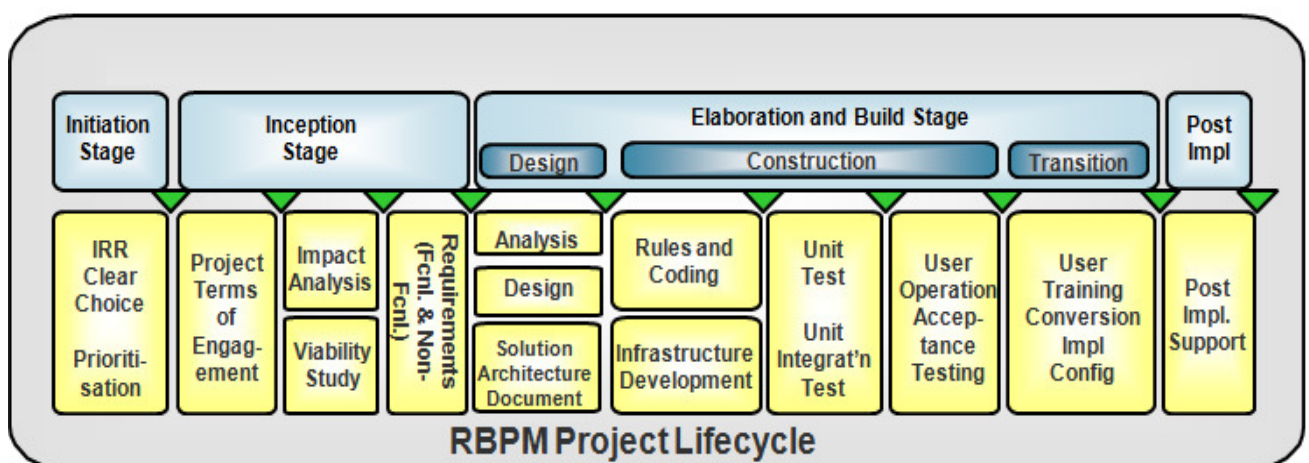 Initiation
Stage
Inception
Stage
Elaboration and Build Stage
Design
Construction
Transition
Post
Impl
IRR
Clear
Choice
Prioriti-
sation
Project
Terms
of
Engag-
ement
Impact
Analysis
Viability
Study
Requirements
(Fcnl. & Non-
Fcnl.)
Analysis
Design
Solution
Architecture
Document
Rules and
Coding
Infrastructure
Development
Unit
Test
Unit
Integrat'n
Test
User
Operation
Accep-
tance
Testing
User
Training
Conversion
Impl
Config
Post
Impl.
Support
RBPM Project Lifecycle